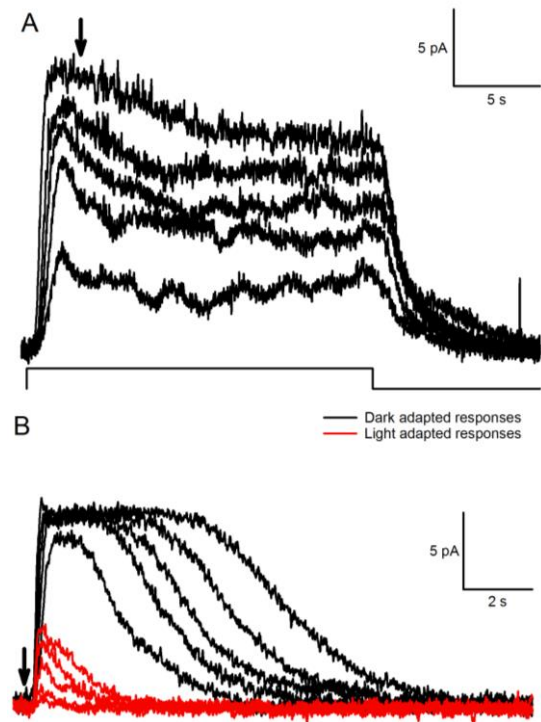 A
5 pA
5 s
Dark adapted responses
Light adapted responses
B
5 pA
2 s